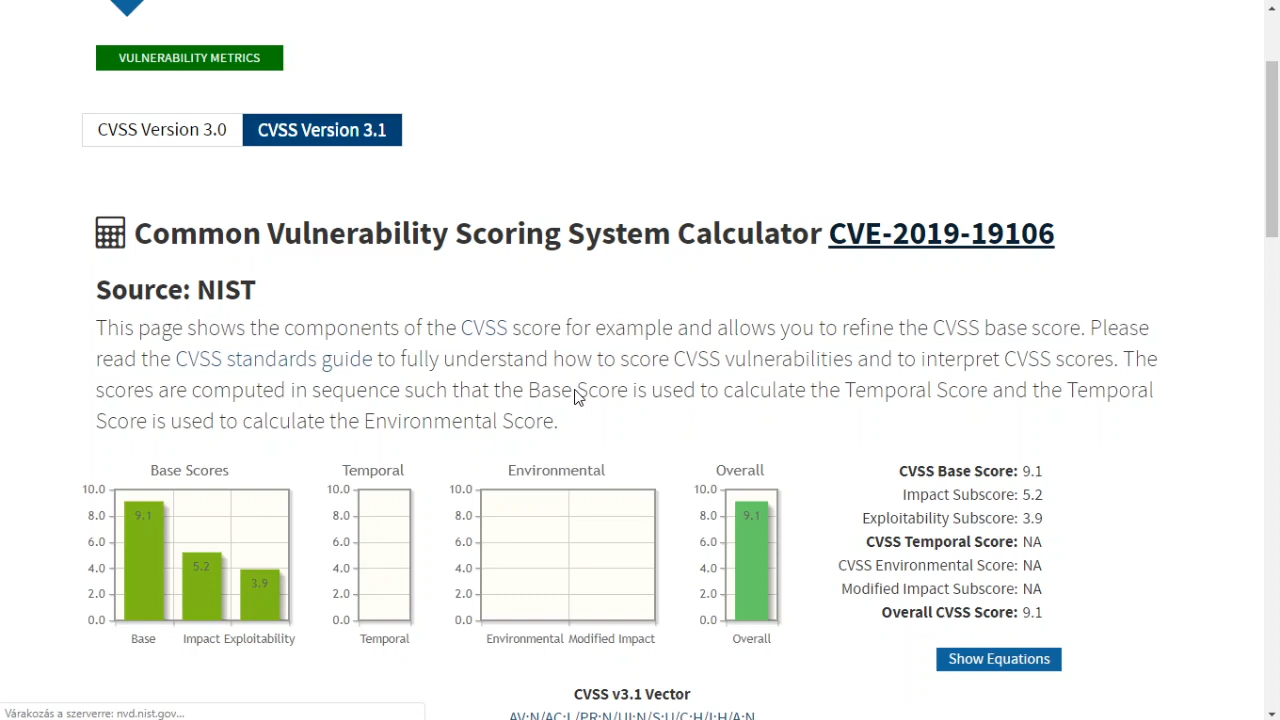 VULNERABILITY METRICS
CVSS Version 3.0 CVSS Version 3.1
Common Vulnerability Scoring System Calculator CVE-2019-19106
Source: NIST
This page shows the components of the CVSS score for example and allows you to refine the CVSS base score. Please
read the CVSS standards guide to fully understand how to score CVSS vulnerabilities and to interpret CVSS scores. The
scores are computed in sequence such that the Base Score is used to calculate the Temporal Score and the Temporal
Score is used to calculate the Environmental Score.
Base Scores
10.0
8.0
6.0
4.0
2.0
0.0
9.1
5.2
3.9
Base Impact Exploitability
Temporal
10.0
8.0
6.0
4.0
2.0
0.0
Temporal
Environmental
10.0
8.0
6.0
4.0
2.0
0.0
Environmental Modified Impact
Overall
10.0
8.0
6.0
4.0
2.0
0.0
9.1
Overall
CVSS Base Score: 9.1
Impact Subscore: 5.2
Exploitability Subscore: 3.9
CVSS Temporal Score: NA
CVSS Environmental Score: NA
Modified Impact Subscore: NA
Overall CVSS Score: 9.1
Show Equations
CVSS v3.1 Vector
AV:N/AC:L/PR:N/UI:N/S:U/C:H/I:H/A:N
Várakozás a szerverre: nvd.nist.gov...